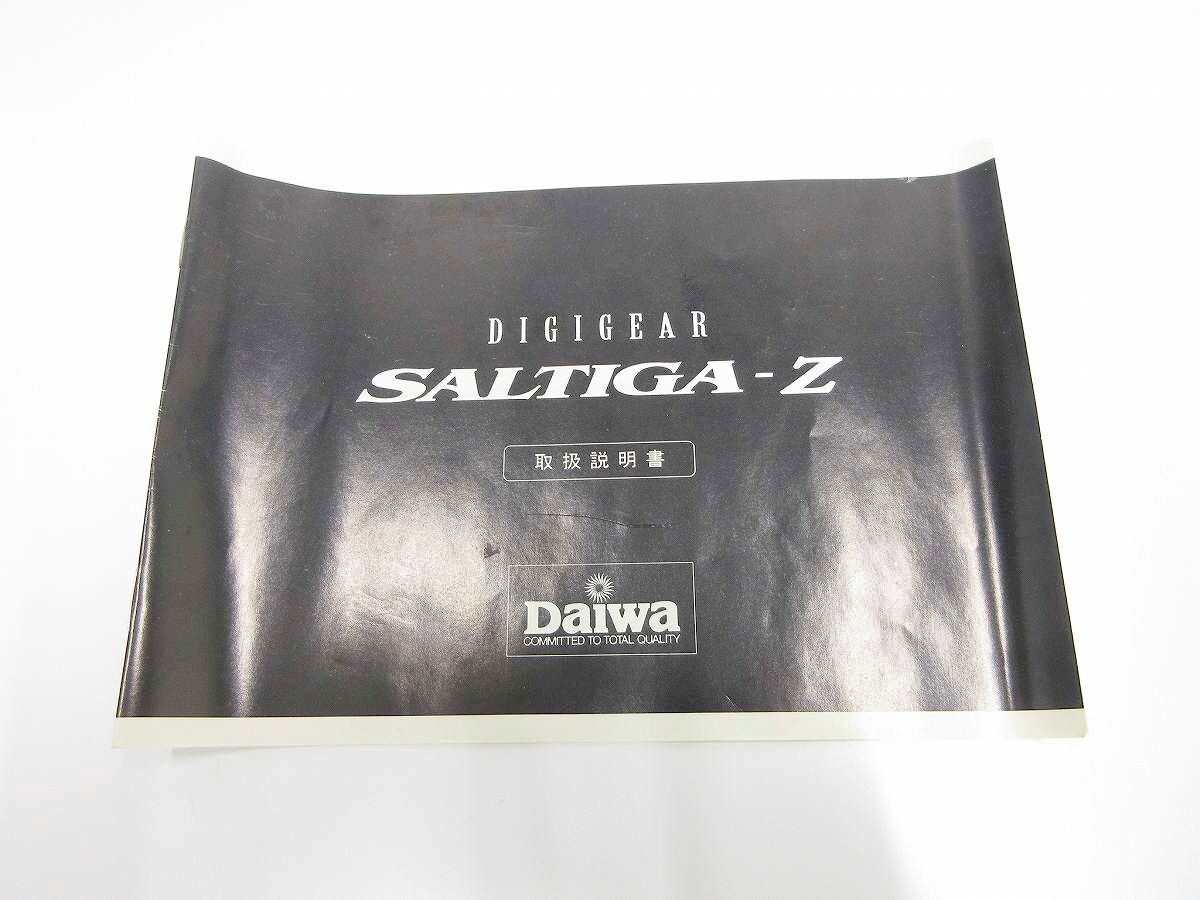 DIGIGEAR
SALTIGA-Z
取扱説明書
Daiwa
COMMITTED TO TOTAL QUALITY